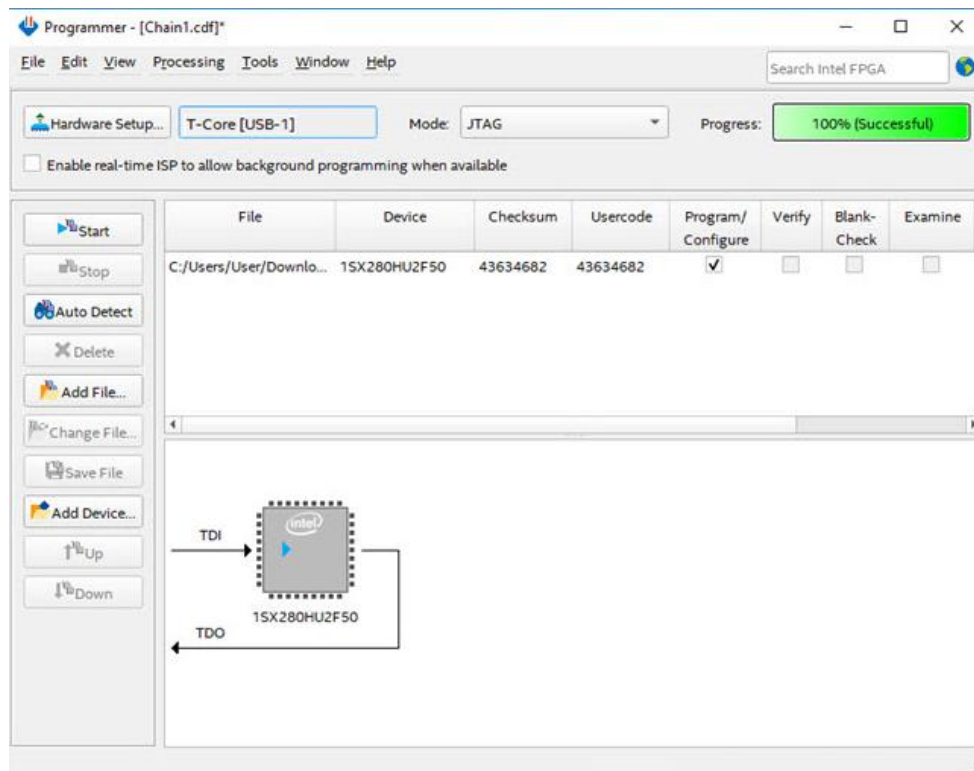 Programmer - [Chain1.cdf]*
File Edit View Processing Tools Window Help
Search Intel FPGA
Hardware Setup... T-Core [USB-1] Mode: JTAG Progress: 100% (Successful)
Enable real-time ISP to allow background programming when available
File Device Checksum Usercode Program/ Configure Verify Blank- Check Examine
C:/Users/User/Downlo... 1SX280HU2F50 43634682 43634682
Start
Stop
Auto Detect
Delete
Add File...
Change File...
Save File
Add Device...
Up
Down
intel
TDI
1SX280HU2F50
TDO